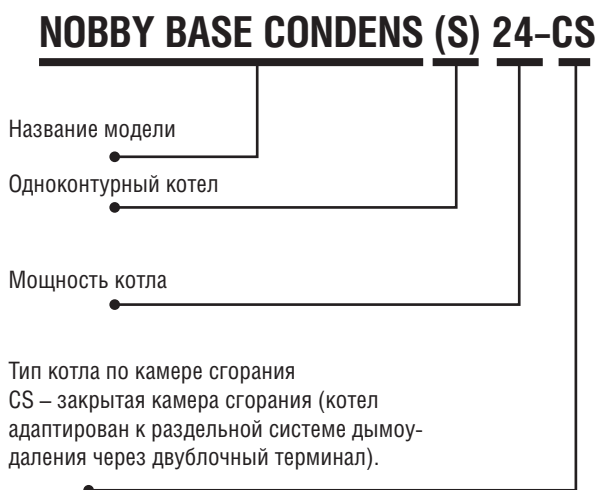 NOBBY BASE CONDENS (S) 24–CS
Название модели
Одноконтурный котел
Мощность котла
Тип котла по камере сгорания
CS – закрытая камера сгорания (котел
адаптирован к раздельной системе дымоу-
даления через двублочный терминал).